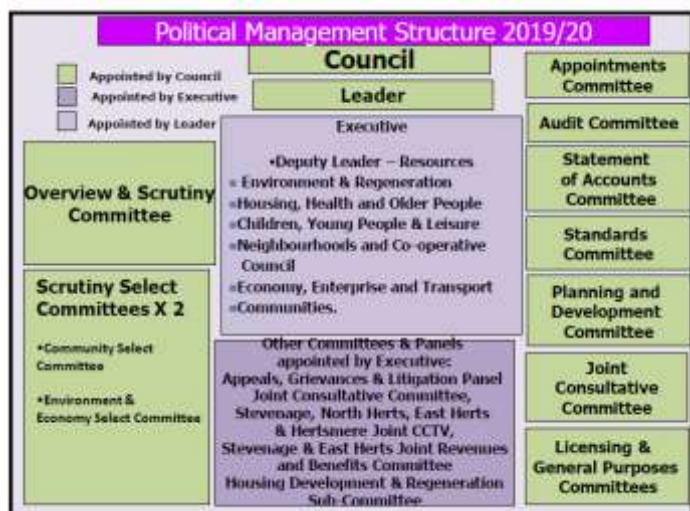 Political Management Structure 2019/20
Council
Leader
Appointed by Council
Appointed by Executive
Appointed by Leader
Overview & Scrutiny
Committee
Scrutiny Select
Committees X 2
•Community Select
Committee
•Environment &
Economy Select Committee
Executive
•Deputy Leader – Resources
Environment & Regeneration
Housing, Health and Older People
Children, Young People & Leisure
Neighbourhoods and Co-operative
Council
Economy, Enterprise and Transport
Communities.
Other Committees & Panels
appointed by Executive:
Appeals, Grievances & Litigation Panel
Joint Consultative Committee,
Stevenage, North Herts, East Herts
& Hertsmere Joint CCTV,
Stevenage & East Herts Joint Revenues
and Benefits Committee
Housing Development & Regeneration
Sub-Committee
Appointments
Committee
Audit Committee
Statement
of Accounts
Committee
Standards
Committee
Planning and
Development
Committee
Joint
Consultative
Committee
Licensing &
General Purposes
Committees